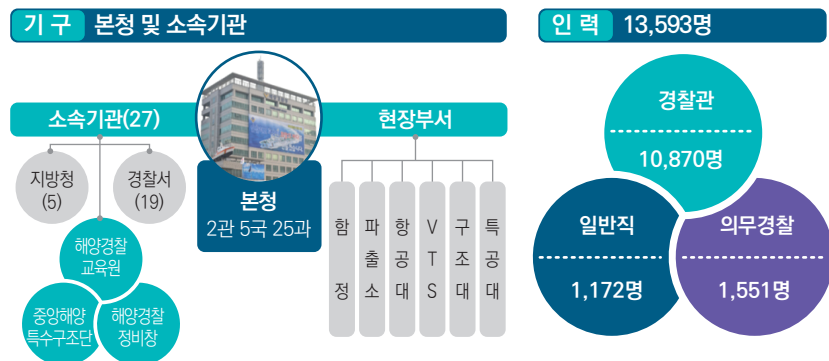 기 구 본청 및 소속기관
소속기관(27)
지방청
(5)
경찰서
(19)
해양경찰
교육원
중앙해양
특수구조단
해양경찰
정비창
본청
2관 5국 25과
현장부서
함정
파출소
항공대
VTS
구조대
특공대
인 력 13,593명
경찰관
10,870명
일반직
1,172명
의무경찰
1,551명